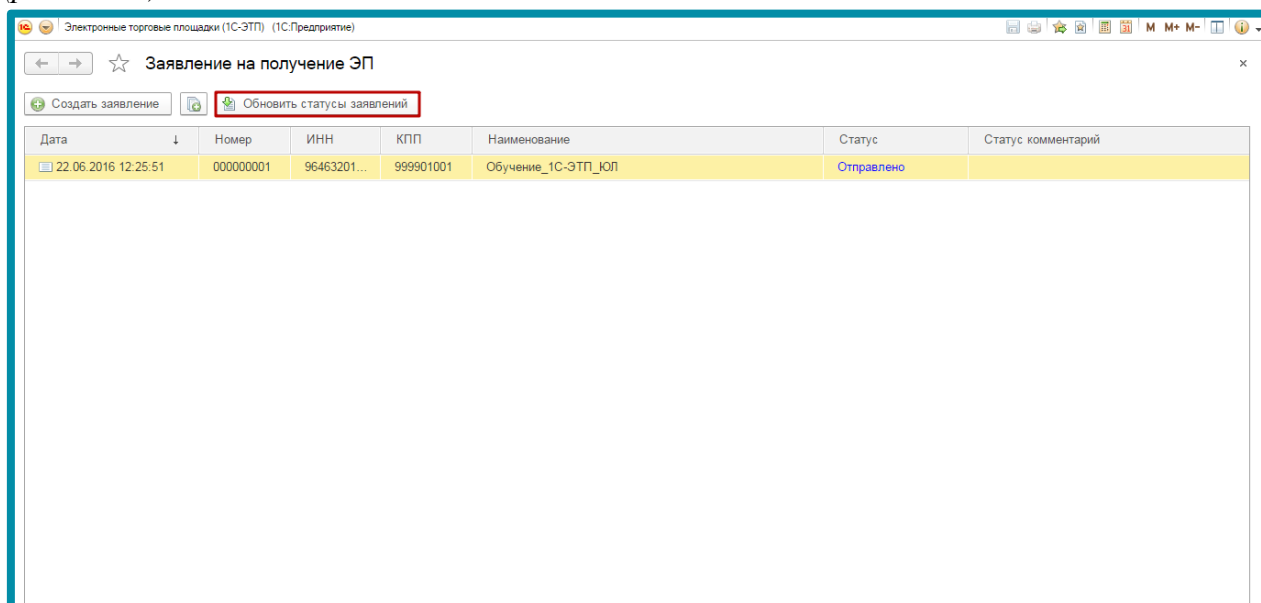 Электронные торговые площадки (1С-ЭТП) (1С:Предприятие) 31 M M+ M-
Заявление на получение ЭП
Создать заявление Обновить статусы заявлений
Дата ↓ Номер ИНН КПП Наименование Статус Статус комментарий
22.06.2016 12:25:51 000000001 96463201... 999901001 Обучение_1С-ЭТП_ЮЛ Отправлено